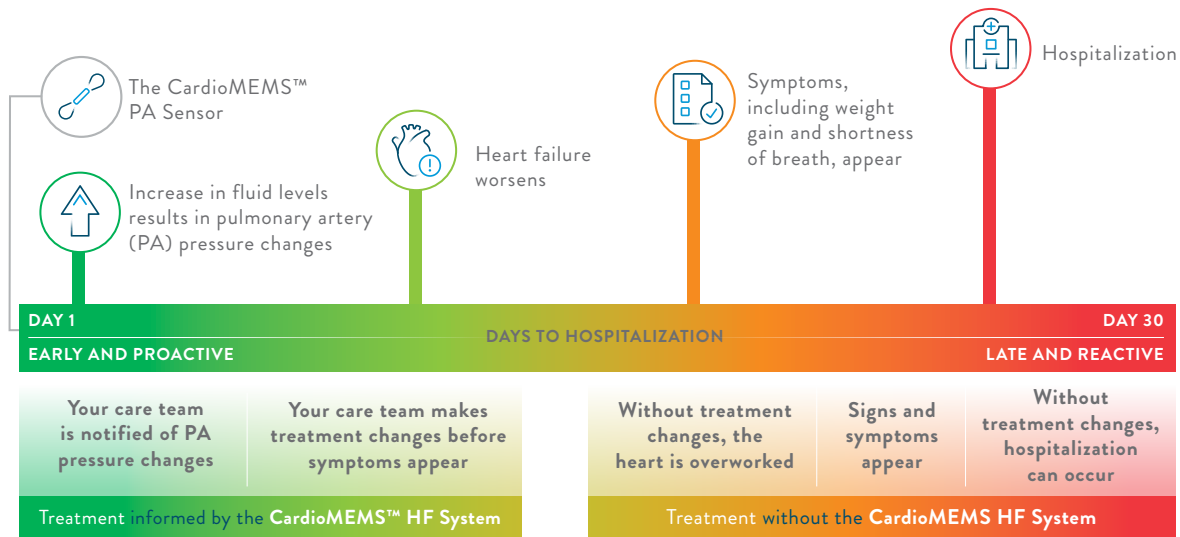 The CardioMEMS™
PA Sensor
Increase in fluid levels
results in pulmonary artery
(PA) pressure changes
Heart failure
worsens
Symptoms,
including weight
gain and shortness
of breath, appear
Hospitalization
DAY 1
DAYS TO HOSPITALIZATION
DAY 30
EARLY AND PROACTIVE
LATE AND REACTIVE
Your care team
is notified of PA
pressure changes
Your care team makes
treatment changes before
symptoms appear
Treatment informed by the CardioMEMS™ HF System
Without treatment
changes, the
heart is overworked
Signs and
symptoms
appear
Without
treatment changes,
hospitalization
can occur
Treatment without the CardioMEMS HF System